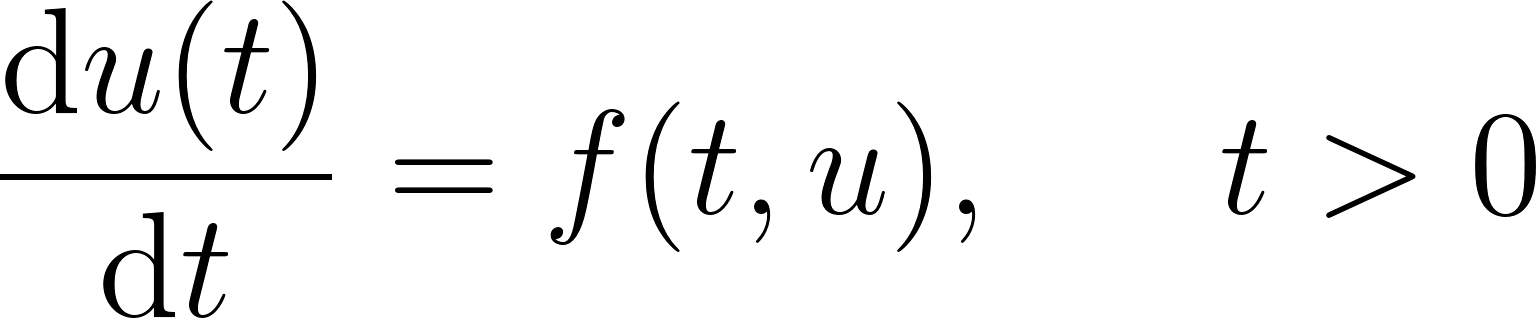 du(t)/dt = f(t, u), t > 0